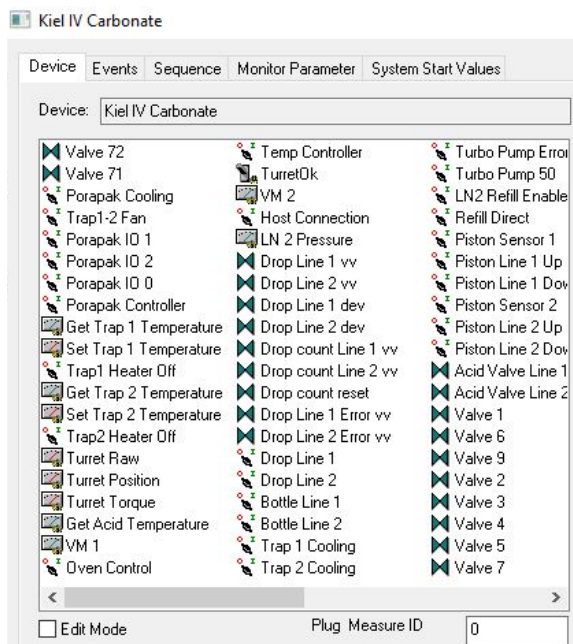 Kiel IV Carbonate
Device Events Sequence Monitor Parameter System Start Values
Device: Kiel IV Carbonate
Valve 72
Valve 71
Porapak Cooling
Trap1-2 Fan
Porapak IO 1
Porapak IO 2
Porapak IO 0
Porapak Controller
Get Trap 1 Temperature
Set Trap 1 Temperature
Trap1 Heater Off
Get Trap 2 Temperature
Set Trap 2 Temperature
Trap2 Heater Off
Turret Raw
Turret Position
Turret Torque
Get Acid Temperature
VM 1
Oven Control
Temp Controller
TurretOk
VM 2
Host Connection
LN 2 Pressure
Drop Line 1 vv
Drop Line 2 vv
Drop Line 1 dev
Drop Line 2 dev
Drop count Line 1 vv
Drop count Line 2 vv
Drop count reset
Drop Line 1 Error vv
Drop Line 2 Error vv
Drop Line 1
Drop Line 2
Bottle Line 1
Bottle Line 2
Trap 1 Cooling
Trap 2 Cooling
Turbo Pump Error
Turbo Pump 50
LN2 Refill Enable
Refill Direct
Piston Sensor 1
Piston Line 1 Up
Piston Line 1 Dov
Piston Sensor 2
Piston Line 2 Up
Piston Line 2 Dov
Acid Valve Line 1
Acid Valve Line 2
Valve 1
Valve 6
Valve 9
Valve 2
Valve 3
Valve 4
Valve 5
Valve 7
Edit Mode Plug Measure ID 0